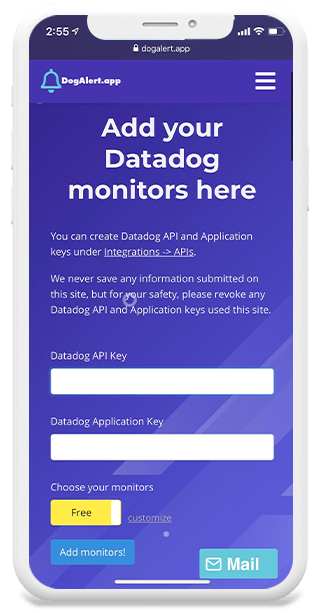 2:55
dogalert.app
DogAlert.app
Add your
Datadog
monitors here
You can create Datadog API and Application
keys under Integrations -> APIs.
We never save any information submitted on
this site, but for your safety, please revoke any
Datadog API and Application keys used this site.
Datadog API Key
Datadog Application Key
Choose your monitors
Free
customize
Add monitors!
Mail